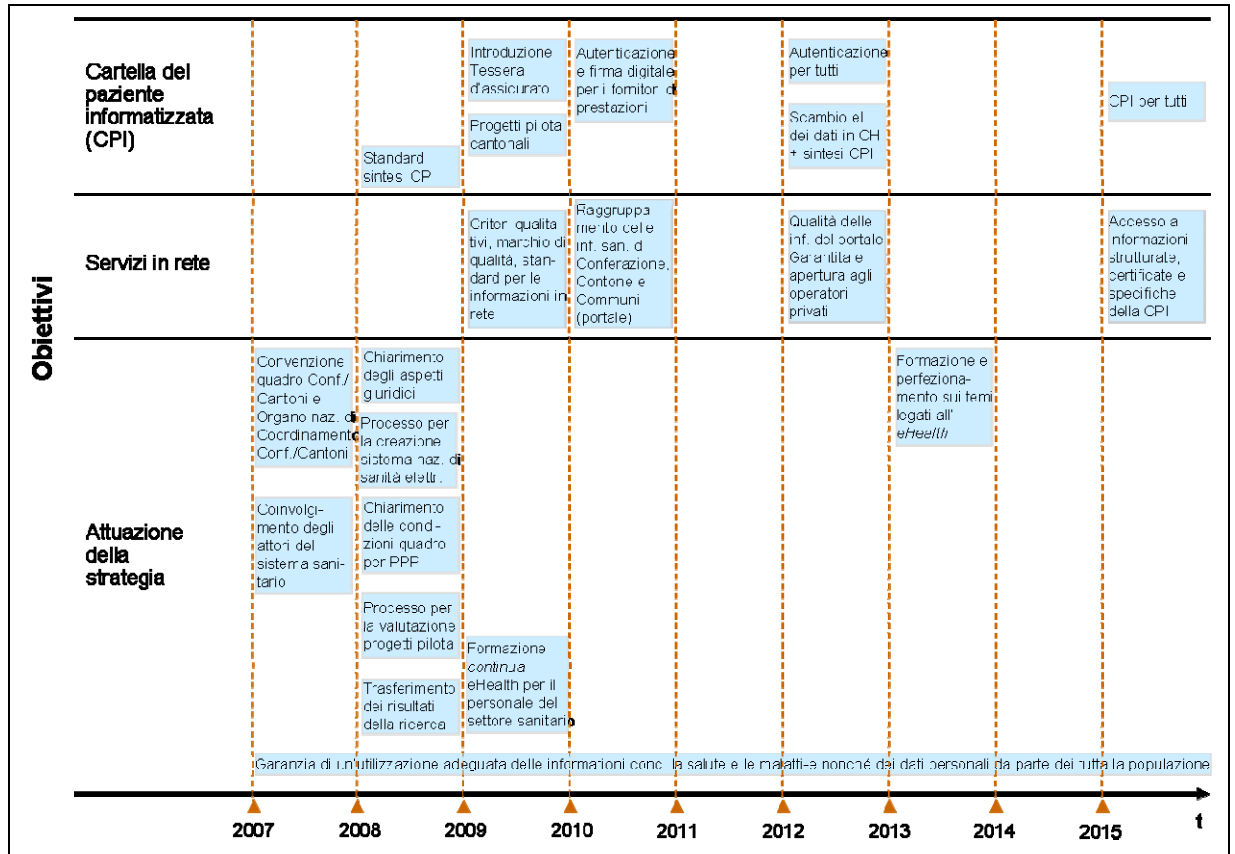 Obiettivi
Cartella del
paziente
informatizzata
(CPI)
Standard
sintesi CP
Introduzione
Tessera
d'assicurato
Progetti pilota
cantonali
Autenticazione
e firma digitale
per i fornitori di
prestazioni
Autenticazione
per tutti
Scambio el
dei dati in CH
+ sintesi CPI
CPI per tutti
Servizi in rete
Criteri qualita
tivi, marchio di
qualità, stan-
dard per le
informazioni in
rete
Raggruppa
mento delle
inf. san. di
Conferazione,
Contone e
Communi
(portale)
Qualità delle
inf. del portale
Garantita e
apertura agli
operatori
privati
Accesso a
informazioni
strutturate,
certificate e
specifiche
della CPI
Attuazione
della
strategia
Convenzione
quadro Conf./
Cartoni e
Organo naz. di
Coordinamento
Conf./Cantoni
Coinvolgi-
mento degli
attori del
sistema sani-
tario
Chiarimento
degli aspetti
giuridici
Processo per
la creazione
sistema naz. di
sanità elettr.
Chiarimento
delle condi-
zioni quadro
per PPP
Processo per
la valutazione
progetti pilota
Trasferimento
dei risultati
della ricerca
Formazione
continua
eHealth per il
personale del
settore sanitario
Formazione e
perfeziona-
mento sui temi
legati all'
eHealth
Garanzia di un'utilizzazione adeguata delle informazioni conc. la salute e le malatti-e nonché dei dati personali da parte dei tutta la popolazione
2007 2008 2009 2010 2011 2012 2013 2014 2015 t